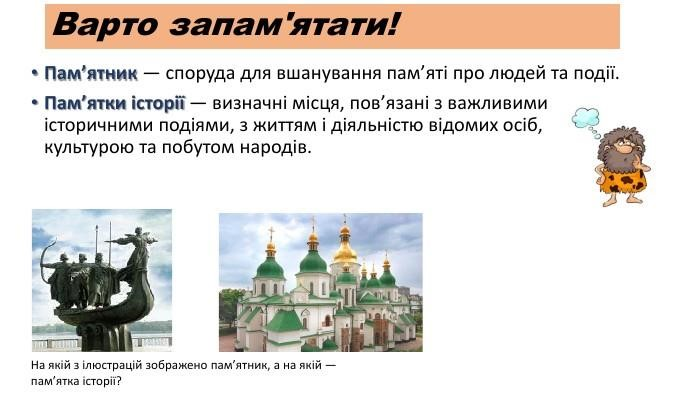 Варто запам'ятати!
• Пам’ятник — споруда для вшанування пам’яті про людей та події.
• Пам’ятки історії — визначні місця, пов’язані з важливими
історичними подіями, з життям і діяльністю відомих осіб,
культурою та побутом народів.
На якій з ілюстрацій зображено пам’ятник, а на якій —
пам’ятка історії?